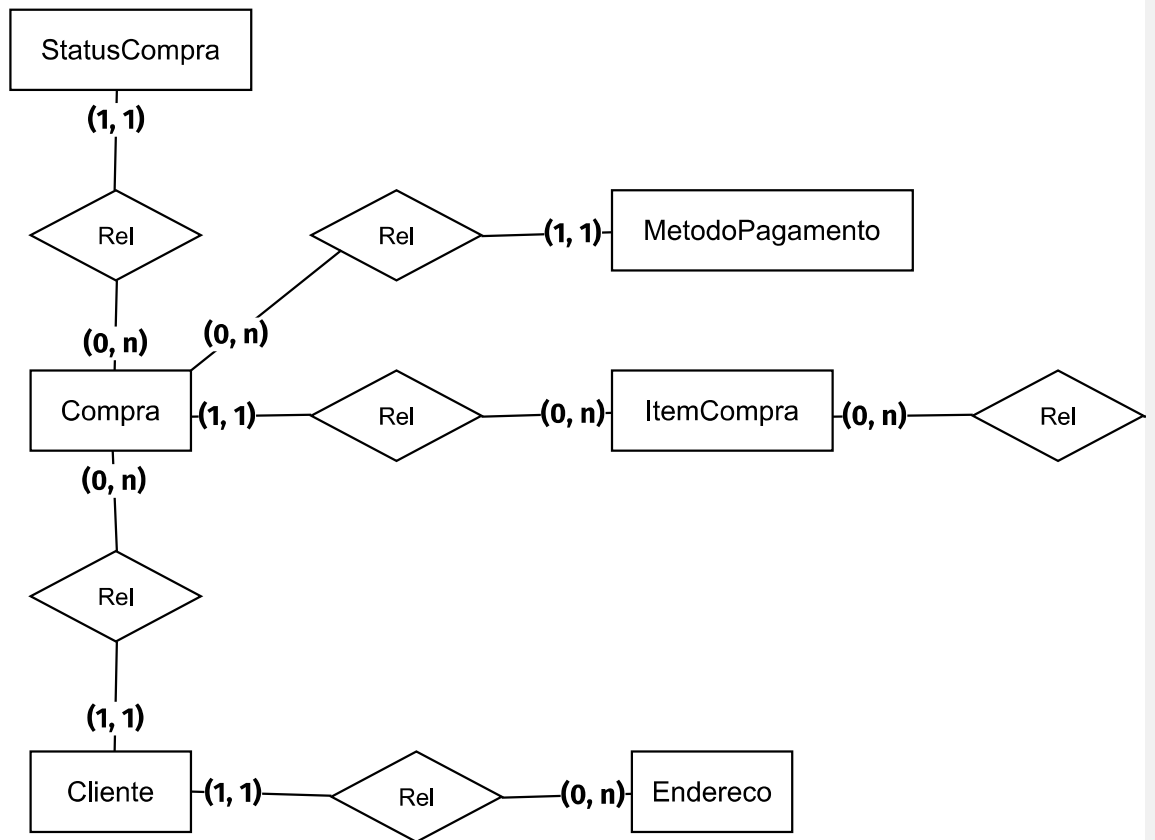 StatusCompra
(1, 1)
Rel
Rel
(1, 1)
MetodoPagamento
(0, n)
(0, n)
Compra
(1, 1)
Rel
(0, n)
ItemCompra
(0, n)
Rel
(0, n)
Rel
(1, 1)
Cliente
(1, 1)
Rel
(0, n)
Endereco